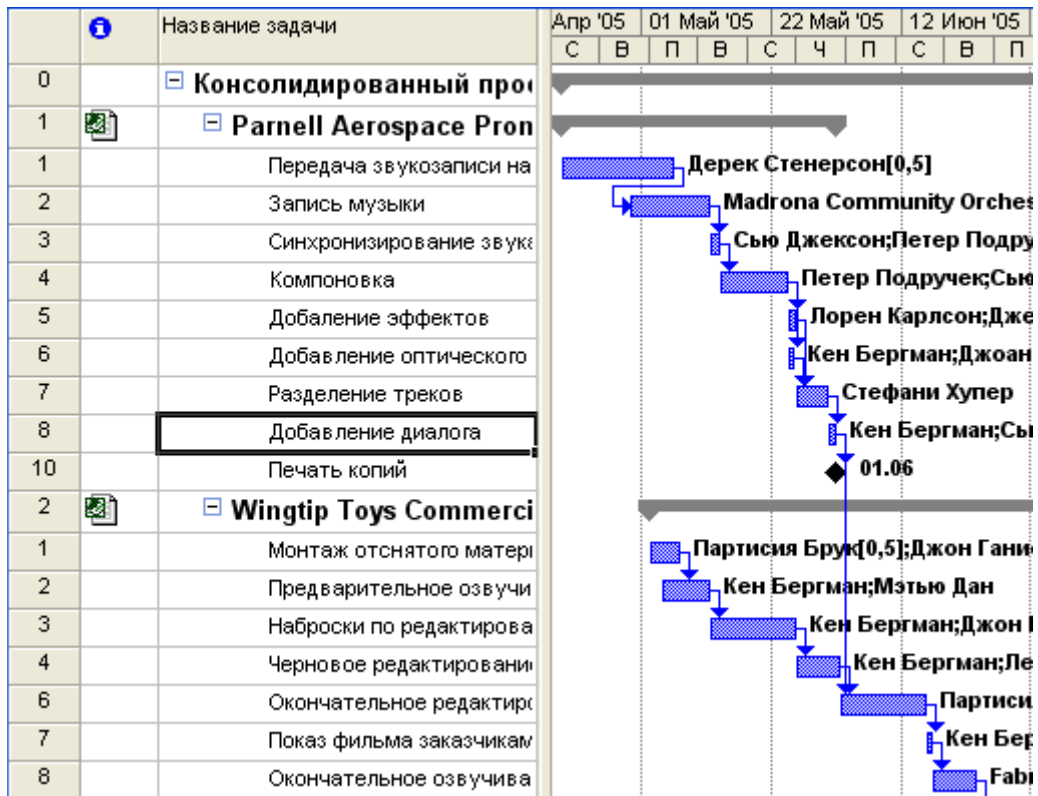 Название задачи
Апр '05 01 Май '05 22 Май '05 12 Июн '05
С В П В С Ч П С В П
0 Консолидированный про
1 Parnell Aerospace Pron
1 Передача звукозаписи на Дерек Стенерсон[0,5]
2 Запись музыки Madrona Community Orches
3 Синхронизирование звука Сью Джексон;Петер Подру
4 Компоновка Петер Подручек;Сью
5 Добаление эффектов Лорен Карлсон;Дже
6 Добавление оптического Кен Бергман;Джоан
7 Разделение треков Стефани Хупер
8 Добавление диалога Кен Бергман;Сы
10 Печать копий 01.06
2 Wingtip Toys Commerci
1 Монтаж отснятого матери Партисия Брук[0,5];Джон Гани
2 Предварительное озвучи Кен Бергман;Мэтью Дан
3 Наброски по редактирова Кен Бергман;Джон
4 Черновое редактировани Кен Бергман;Ле
6 Окончательное редактиро Партиси
7 Показ фильма заказчикам Кен Бер
8 Окончательное озвучива Fab